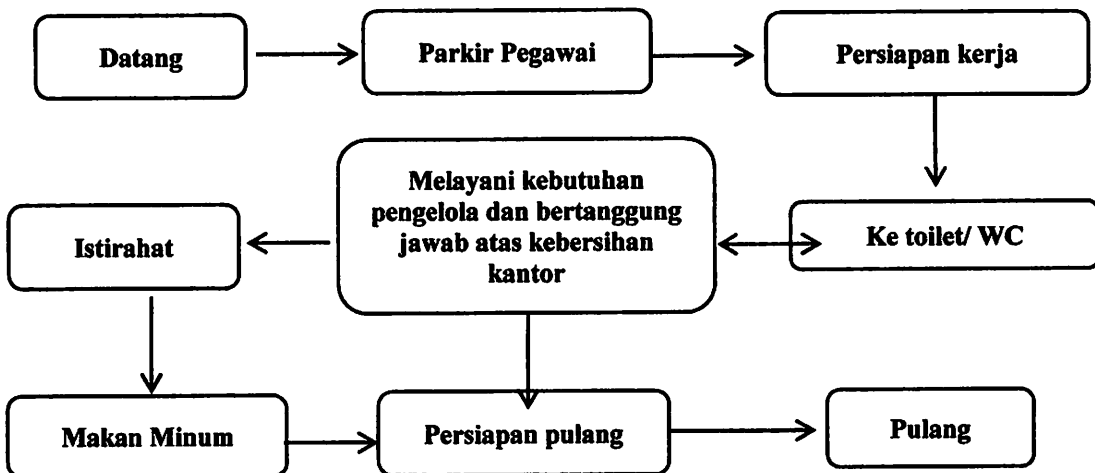 Datang
Parkir Pegawai
Persiapan kerja
Melayani kebutuhan
pengelola dan bertanggung
jawab atas kebersihan
kantor
Istirahat
Ke toilet/ WC
Makan Minum
Persiapan pulang
Pulang